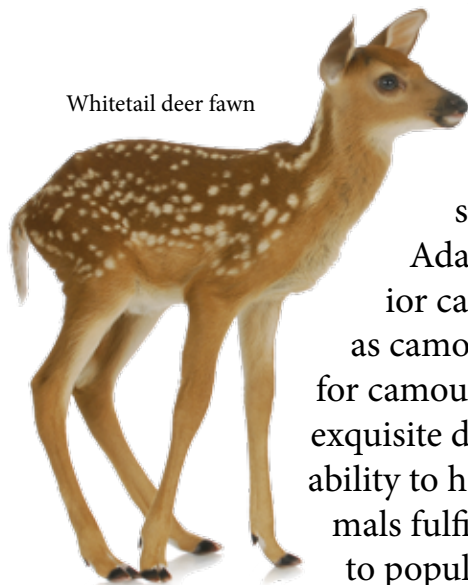 Whitetail deer fawn
s
Ada
ior ca
as camo
for camou
exquisite d
ability to h
mals fulfi
to popul